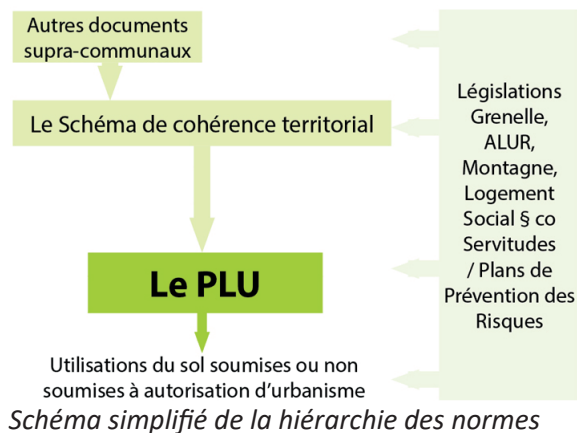 Autres documents
supra-communaux
Le Schéma de cohérence territorial
Le PLU
Utilisations du sol soumises ou non
soumises à autorisation d'urbanisme
Législations
Grenelle,
ALUR,
Montagne,
Logement
Social § co
Servitudes
/ Plans de
Prévention des
Risques
Schéma simplifié de la hiérarchie des normes